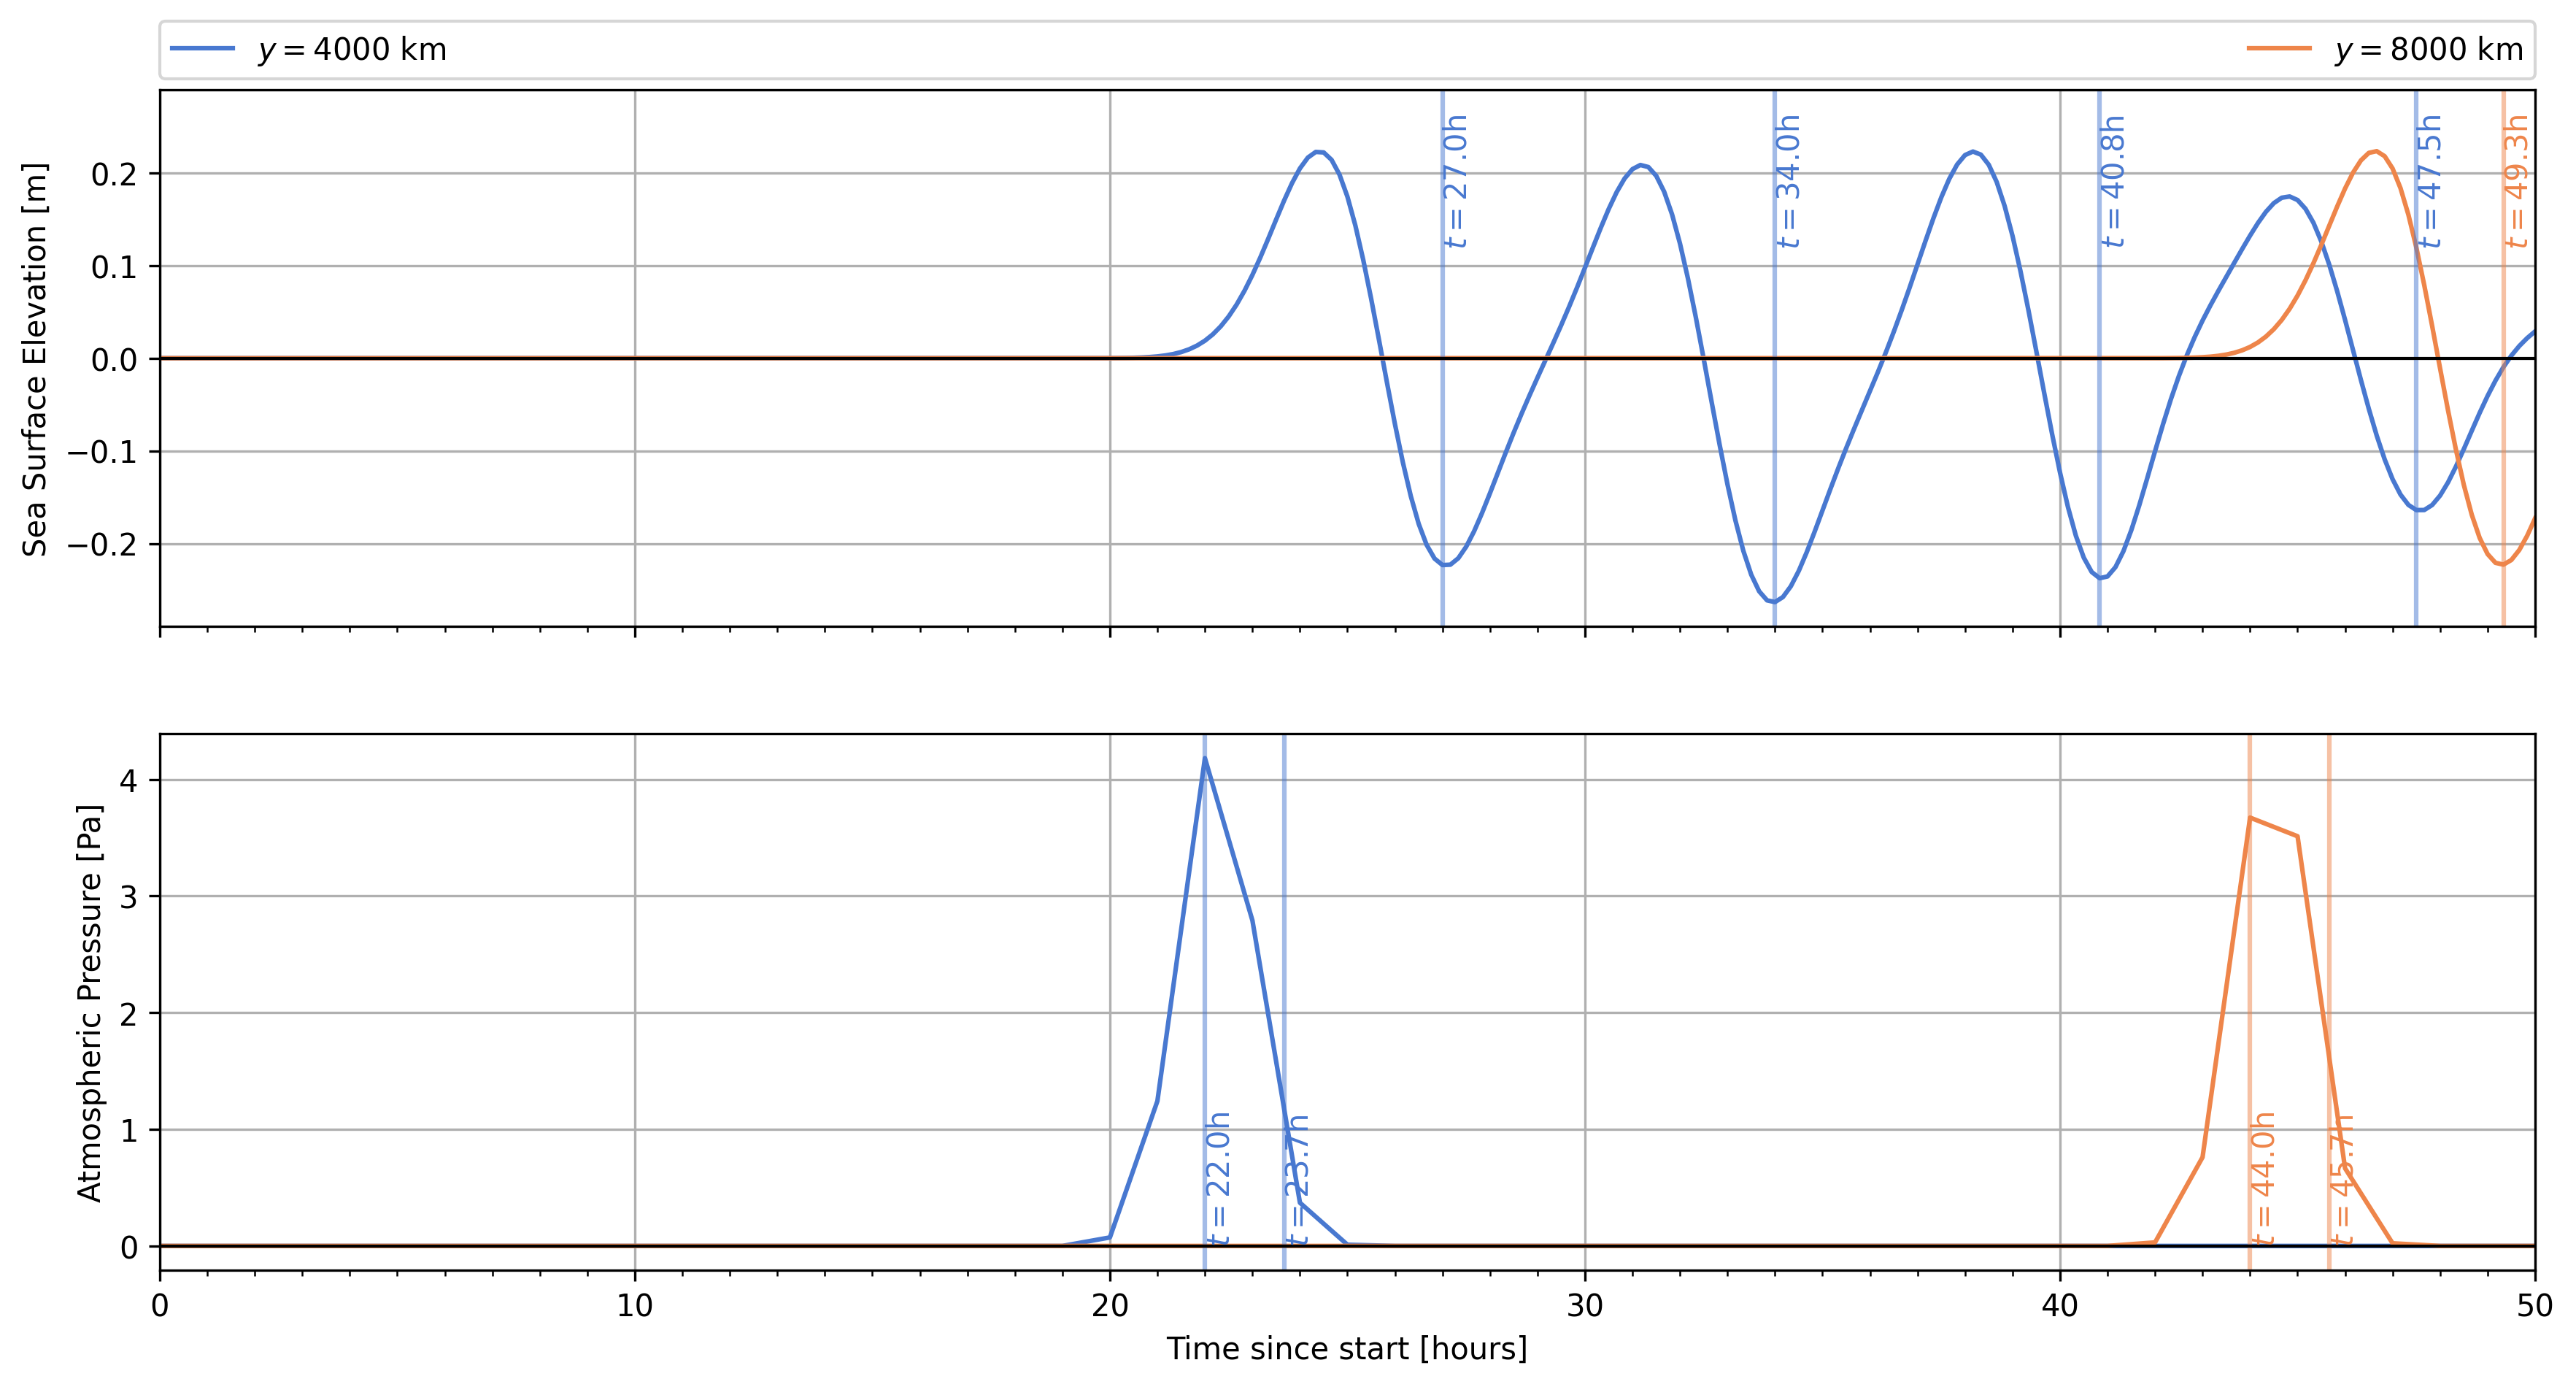 y = 4000 km
y = 8000 km
Sea Surface Elevation [m]
0.2
0.1
0.0
−0.1
−0.2
t = 27.0h
t = 34.0h
t = 40.8h
t = 47.5h
t = 49.3h
Atmospheric Pressure [Pa]
4
3
2
1
0
t = 22.0h
t = 23.7h
t = 44.0h
t = 45.7h
0
10
20
30
40
50
Time since start [hours]